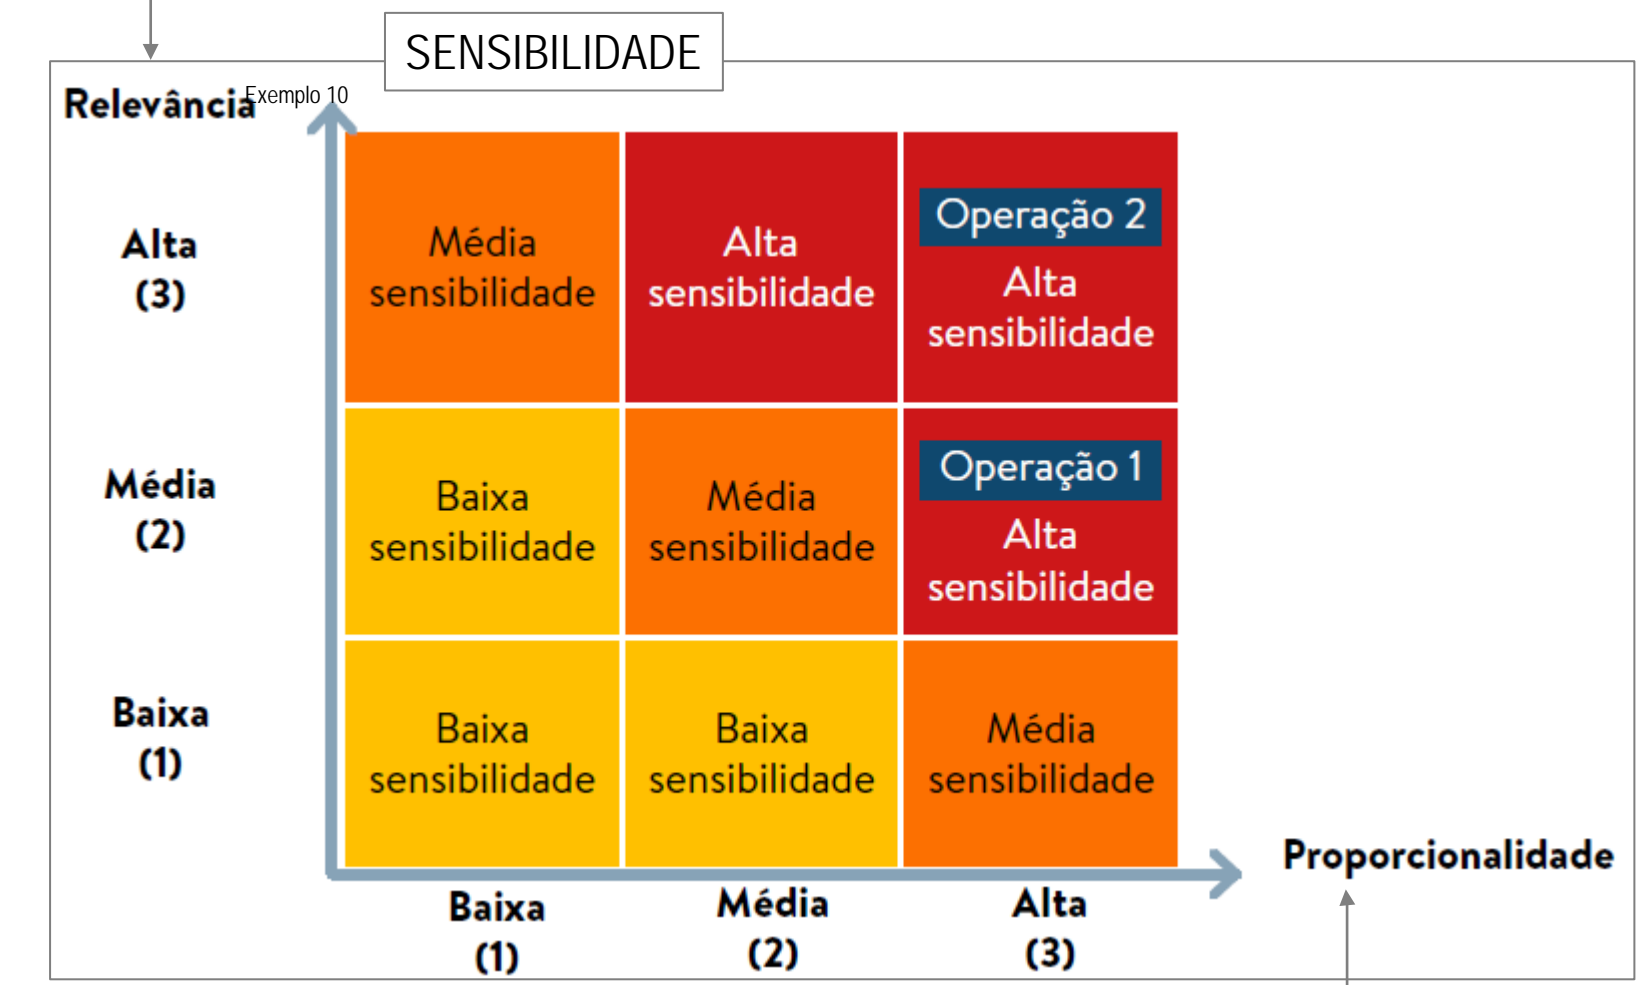 SENSIBILIDADE
Relevância
Exemplo 10
Alta
(3)
Média
sensibilidade
Alta
sensibilidade
Operação 2
Alta
sensibilidade
Média
(2)
Baixa
sensibilidade
Média
sensibilidade
Operação 1
Alta
sensibilidade
Baixa
(1)
Baixa
sensibilidade
Baixa
sensibilidade
Média
sensibilidade
Proporcionalidade
Baixa
(1)
Média
(2)
Alta
(3)